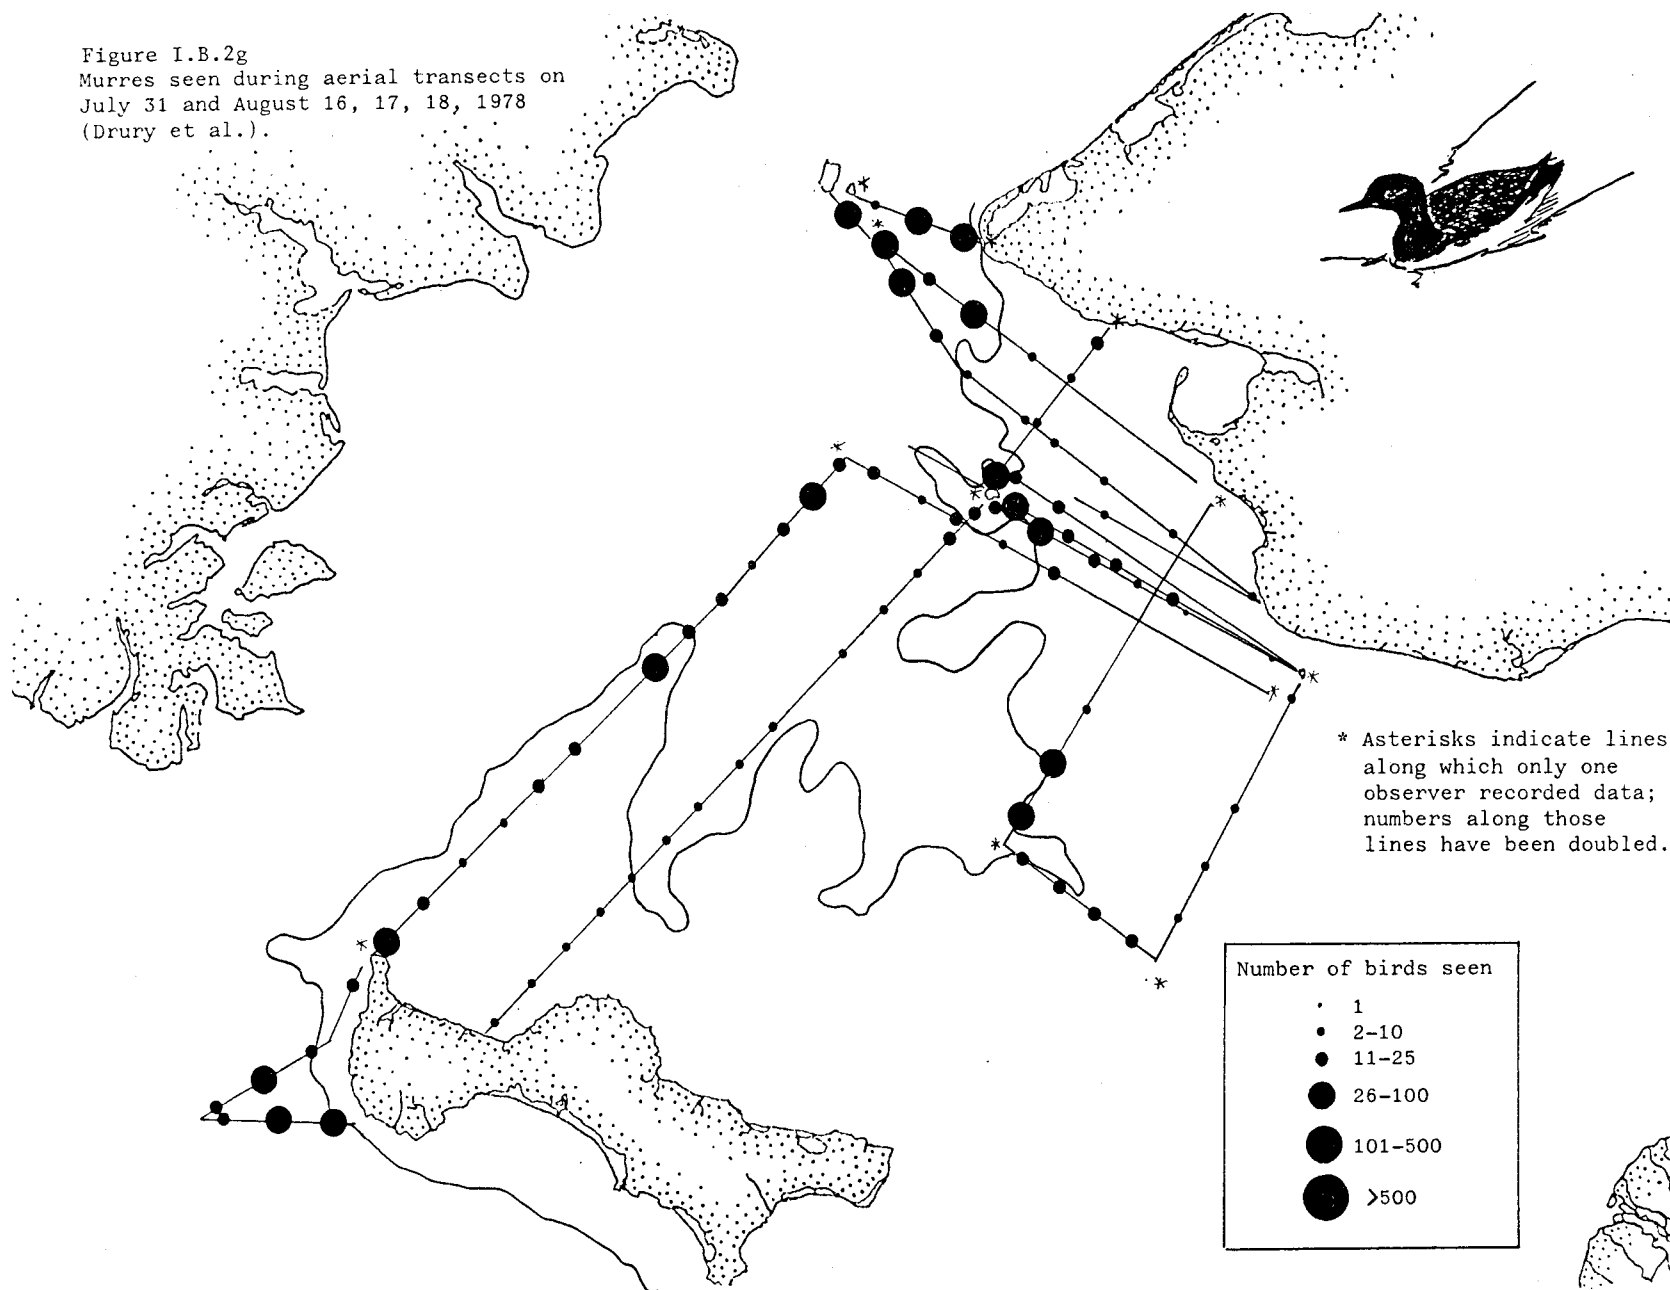 Figure I.B.2g
Murres seen during aerial transects on
July 31 and August 16, 17, 18, 1978
(Drury et al.).
* Asterisks indicate lines
along which only one
observer recorded data;
numbers along those
lines have been doubled.
Number of birds seen
1
2-10
11-25
26-100
101-500
>500